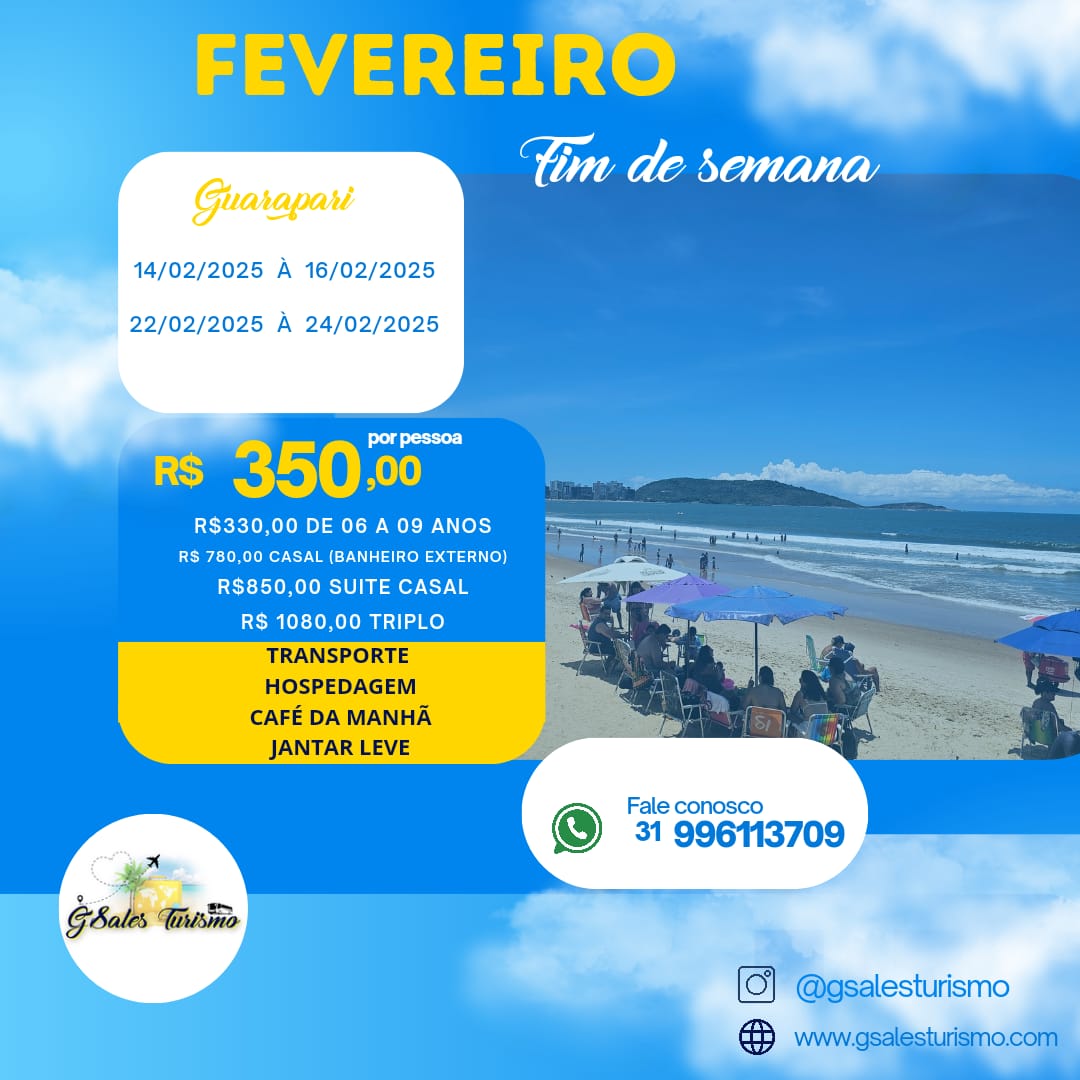 FEVEREIRO
Fim de semana
Guarapari
14/02/2025 À 16/02/2025
22/02/2025 À 24/02/2025
R$ 350,00 por pessoa
R$330,00 DE 06 A 09 ANOS
R$ 780,00 CASAL (BANHEIRO EXTERNO)
R$850,00 SUITE CASAL
R$ 1080,00 TRIPLO
TRANSPORTE
HOSPEDAGEM
CAFÉ DA MANHÃ
JANTAR LEVE
Fale conosco
31 996113709
GSales Turismo
@gsalesturismo
www.gsalesturismo.com